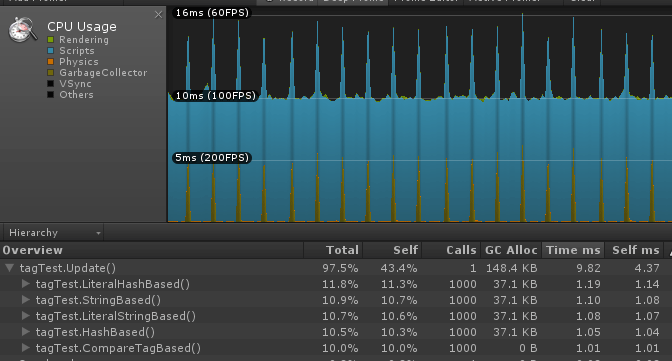 CPU Usage
Rendering
Scripts
Physics
GarbageCollector
VSync
Others
16ms (60FPS)
10ms (100FPS)
5ms (200FPS)
Hierarchy
Overview Total Self Calls GC Alloc Time ms Self ms
tagTest.Update() 97.5% 43.4% 1 148.4 KB 9.82 4.37
tagTest.LiteralHashBased() 11.8% 11.3% 1000 37.1 KB 1.19 1.14
tagTest.StringBased() 10.9% 10.7% 1000 37.1 KB 1.10 1.08
tagTest.LiteralStringBased() 10.7% 10.6% 1000 37.1 KB 1.08 1.07
tagTest.HashBased() 10.5% 10.3% 1000 37.1 KB 1.05 1.04
tagTest.CompareTagBased() 10.0% 10.0% 1000 0 B 1.01 1.01